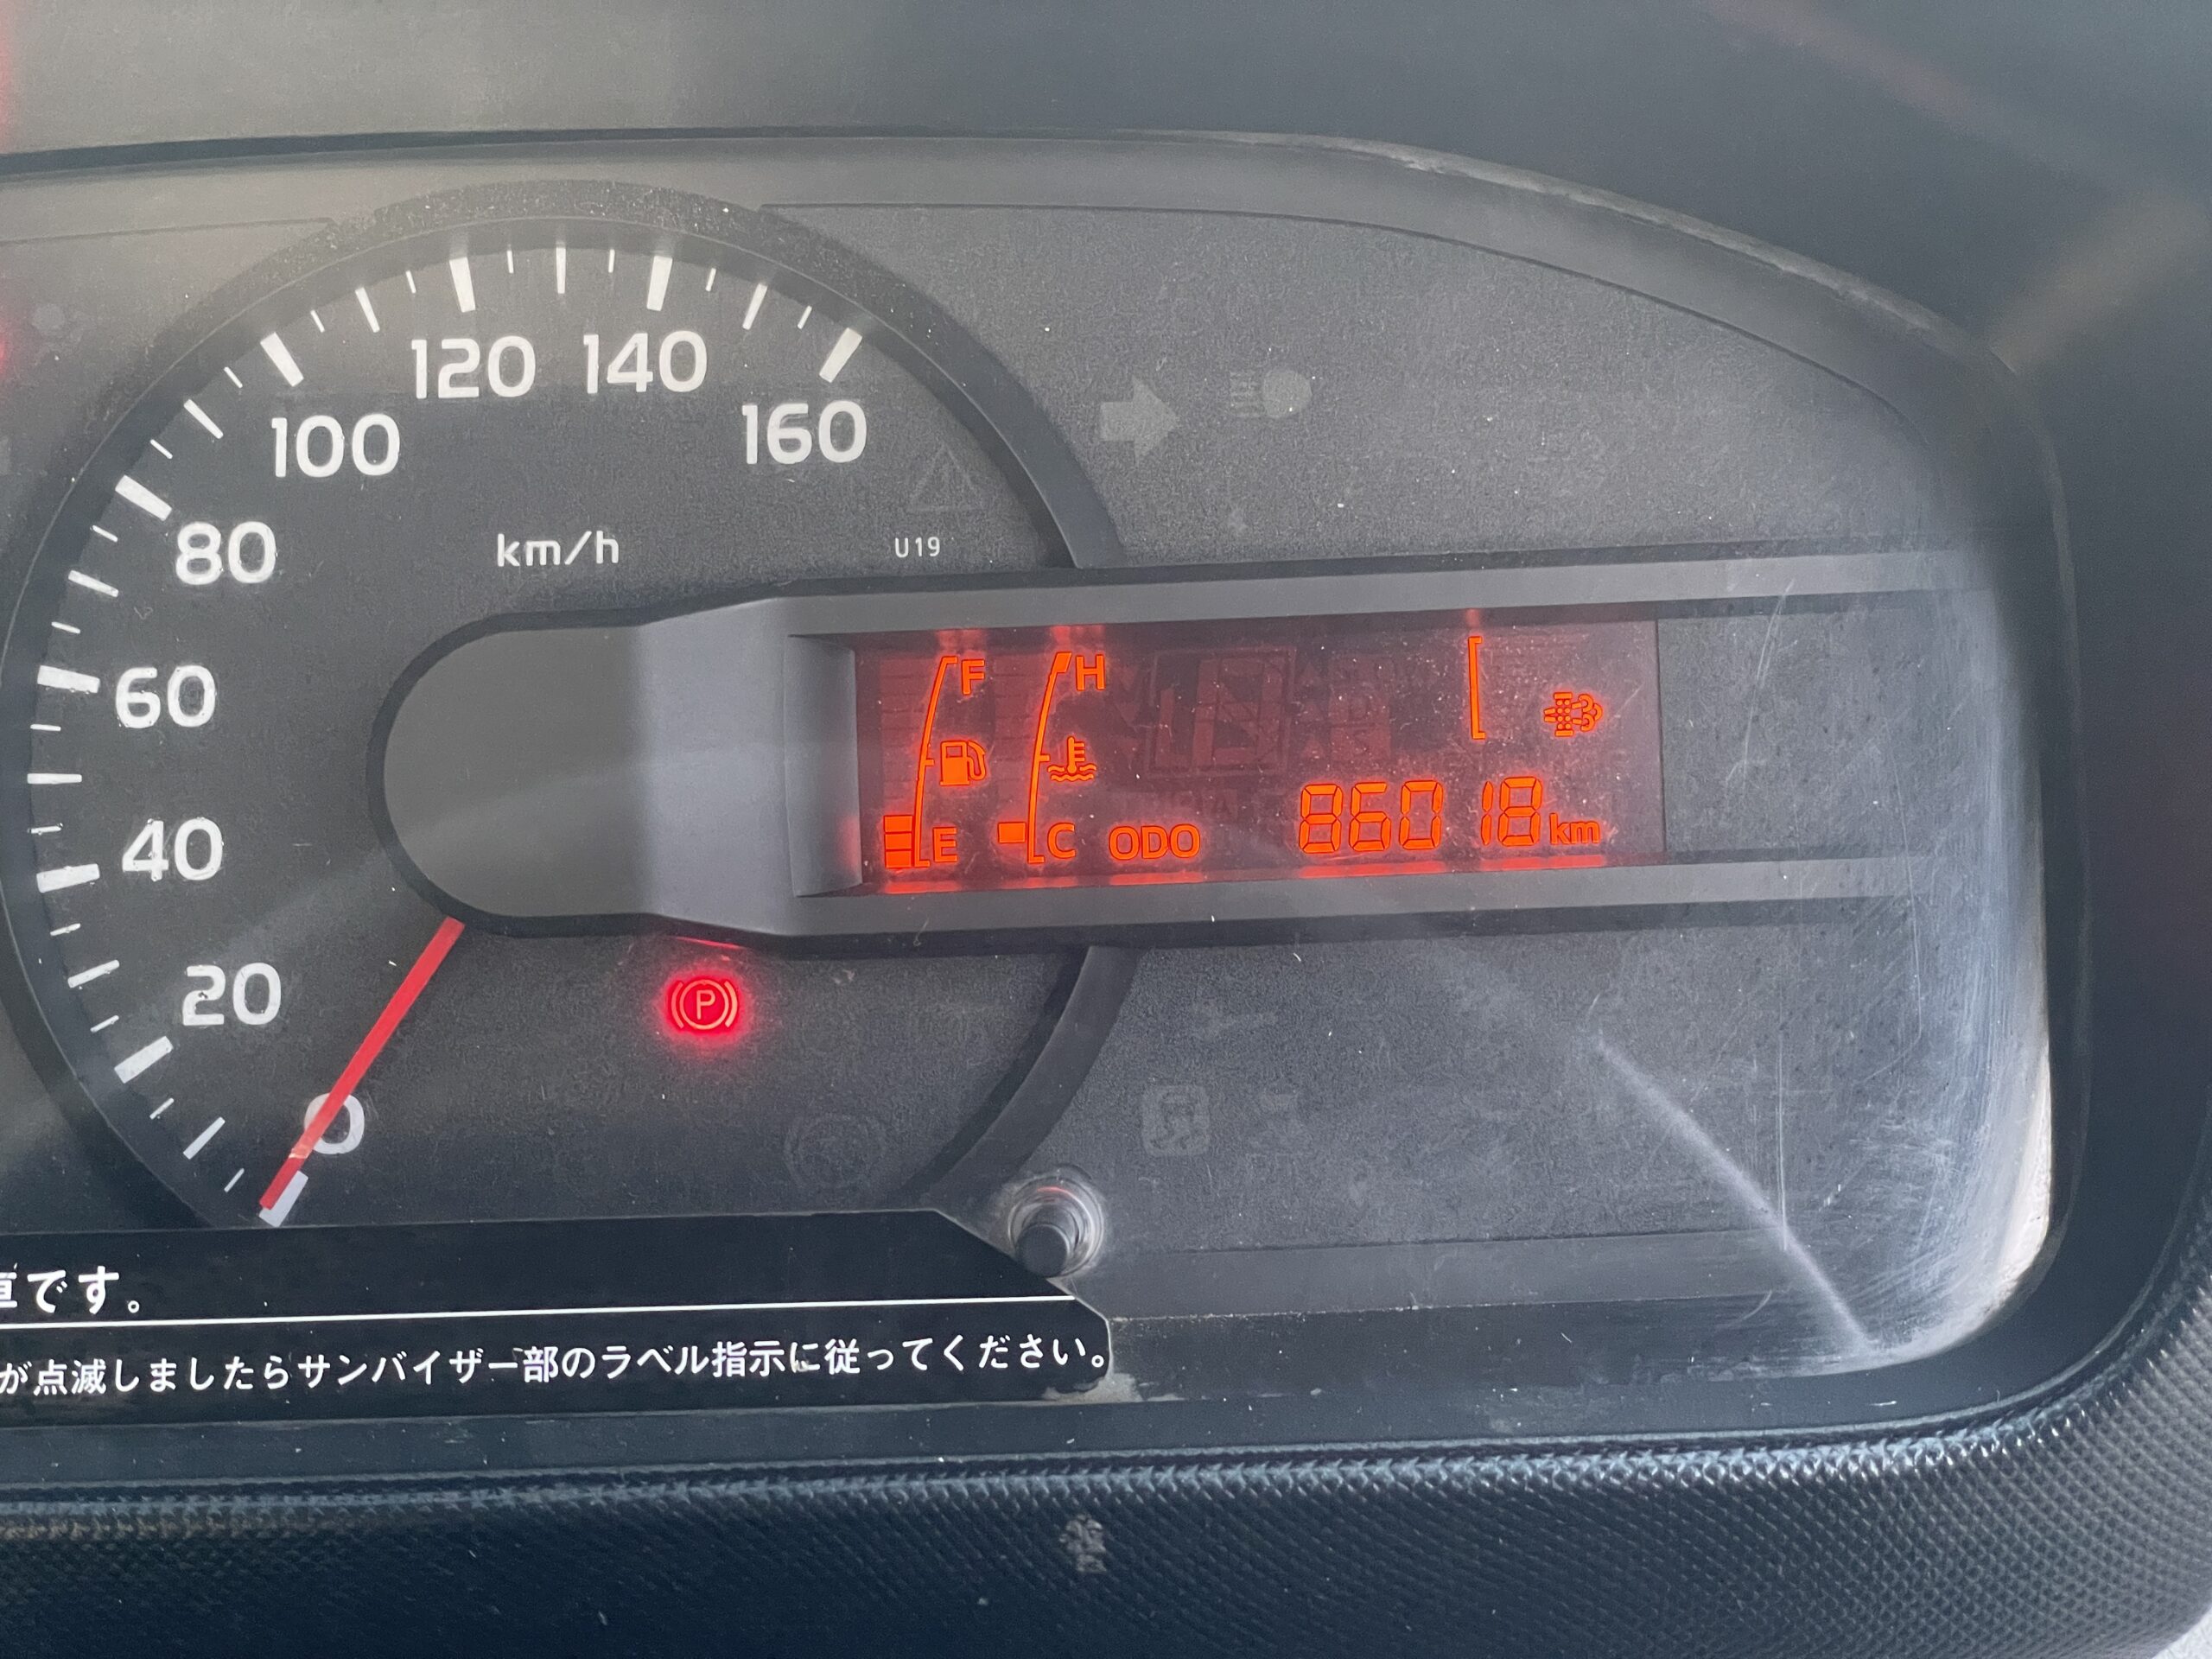 120 140
100 160
80 km/h U19
60 F H
40 E C ODO 86018 km
20 P
0
車です。
が点滅しましたらサンバイザー部のラベル指示に従ってください。